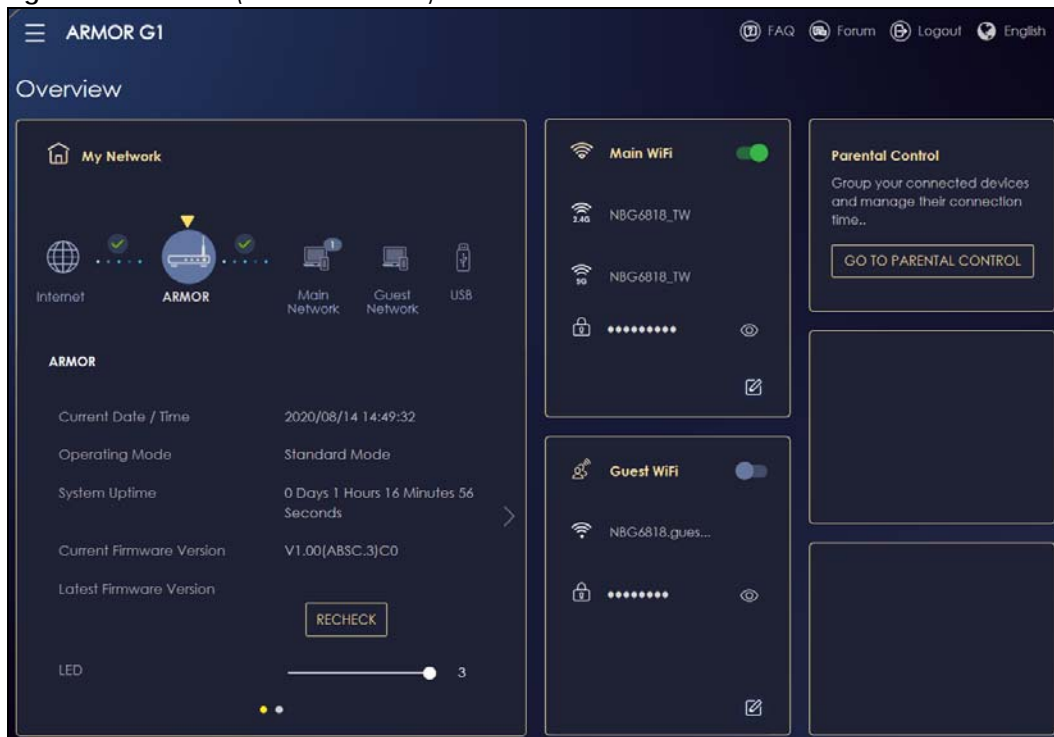 ARMOR G1
FAQ
Forum
Logout
English
Overview
My Network
1
Internet
ARMOR
Main
Network
Guest
Network
USB
ARMOR
Current Date / Time 2020/08/14 14:49:32
Operating Mode Standard Mode
System Uptime 0 Days 1 Hours 16 Minutes 56
Seconds
Current Firmware Version V1.00(ABSC.3)C0
Latest Firmware Version
RECHECK
LED 3
Main WiFi
2.4G NBG6818_TW
5G NBG6818_TW
•••••••••
Guest WiFi
NBG6818.gues...
••••••••
Parental Control
Group your connected devices
and manage their connection
time..
GO TO PARENTAL CONTROL